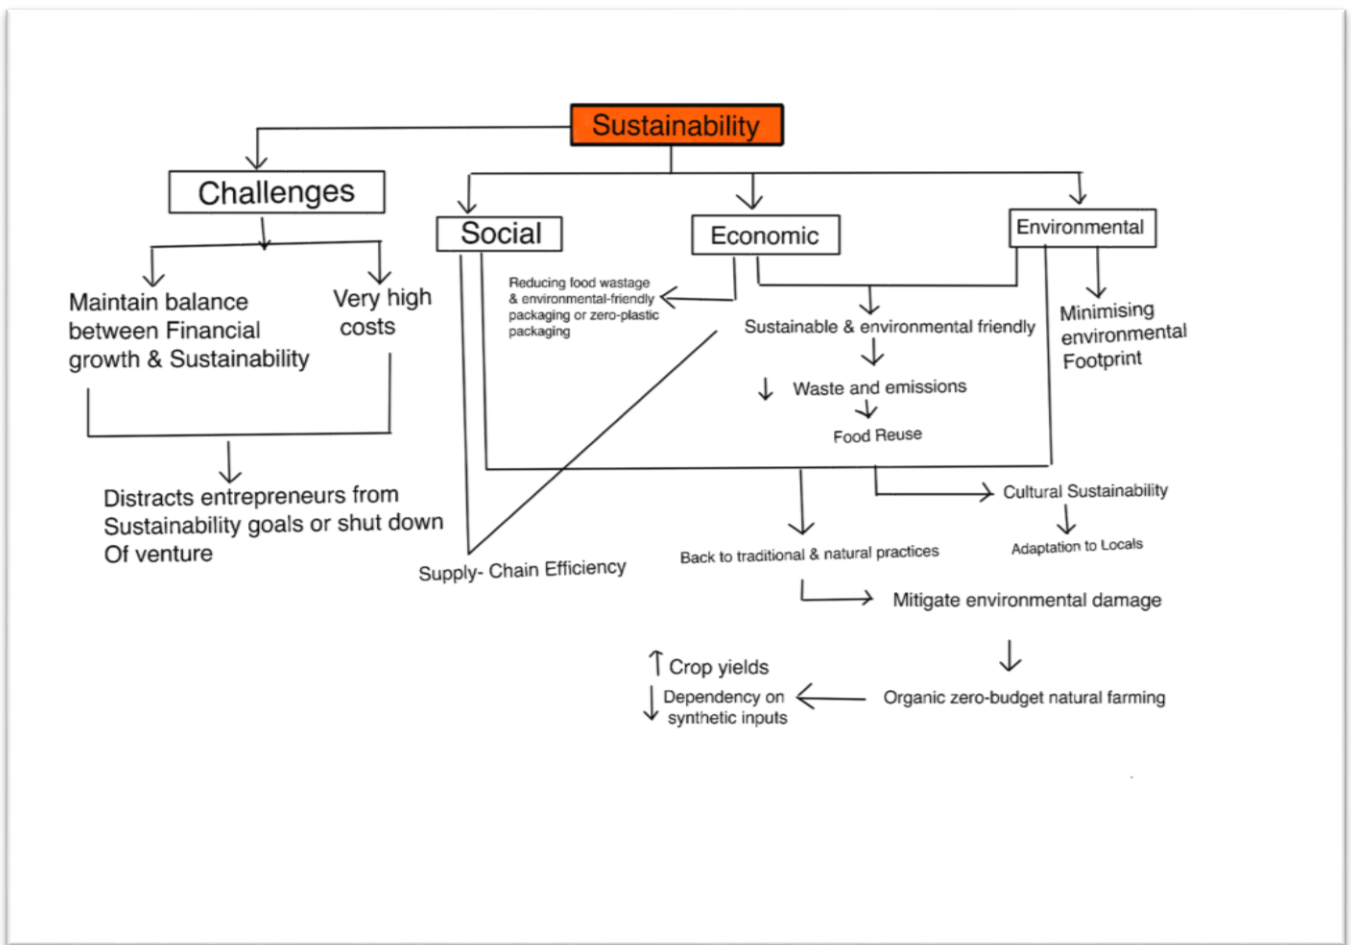 Sustainability
Challenges
Social
Economic
Environmental
Maintain balance
between Financial
growth & Sustainability
Very high
costs
Distracts entrepreneurs from
Sustainability goals or shut down
Of venture
Reducing food wastage
& environmental-friendly
packaging or zero-plastic
packaging
Sustainable & environmental friendly
↓ Waste and emissions
Food Reuse
Minimising
environmental
Footprint
Supply- Chain Efficiency
Cultural Sustainability
Adaptation to Locals
Back to traditional & natural practices
Mitigate environmental damage
Organic zero-budget natural farming
↑ Crop yields
↓ Dependency on
synthetic inputs